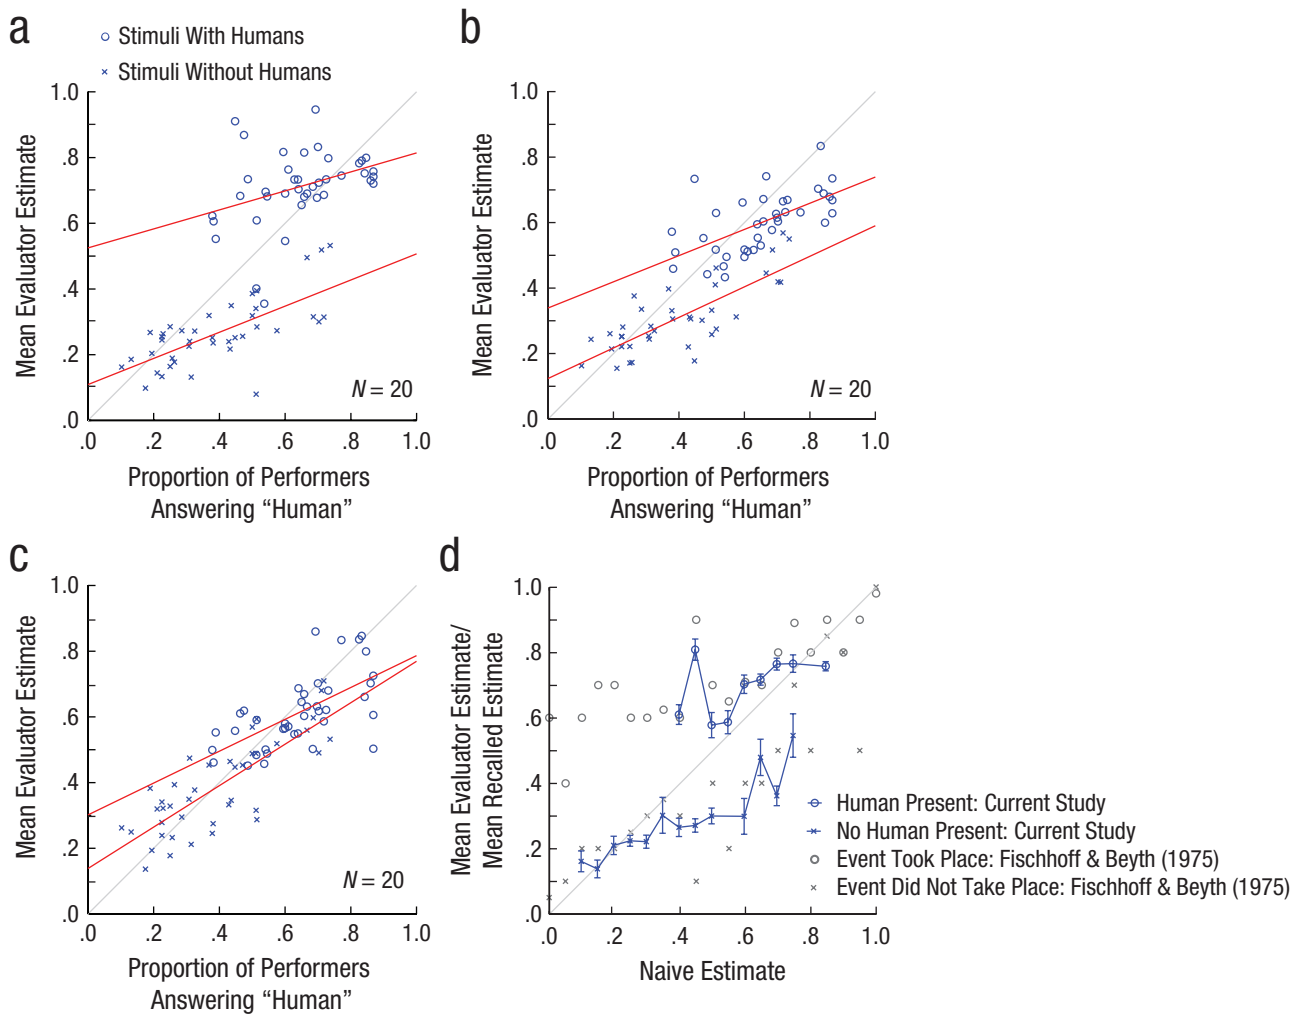 a
Stimuli With Humans
Stimuli Without Humans
1.0
.8
.6
.4
.2
.0
Mean Evaluator Estimate
N = 20
.0 .2 .4 .6 .8 1.0
Proportion of Performers
Answering “Human”
b
1.0
.8
.6
.4
.2
.0
Mean Evaluator Estimate
N = 20
.0 .2 .4 .6 .8 1.0
Proportion of Performers
Answering “Human”
c
1.0
.8
.6
.4
.2
.0
Mean Evaluator Estimate
N = 20
.0 .2 .4 .6 .8 1.0
Proportion of Performers
Answering “Human”
d
1.0
.8
.6
.4
.2
.0
Mean Evaluator Estimate/
Mean Recalled Estimate
Human Present: Current Study
No Human Present: Current Study
Event Took Place: Fischhoff & Beyth (1975)
Event Did Not Take Place: Fischhoff & Beyth (1975)
.0 .2 .4 .6 .8 1.0
Naive Estimate